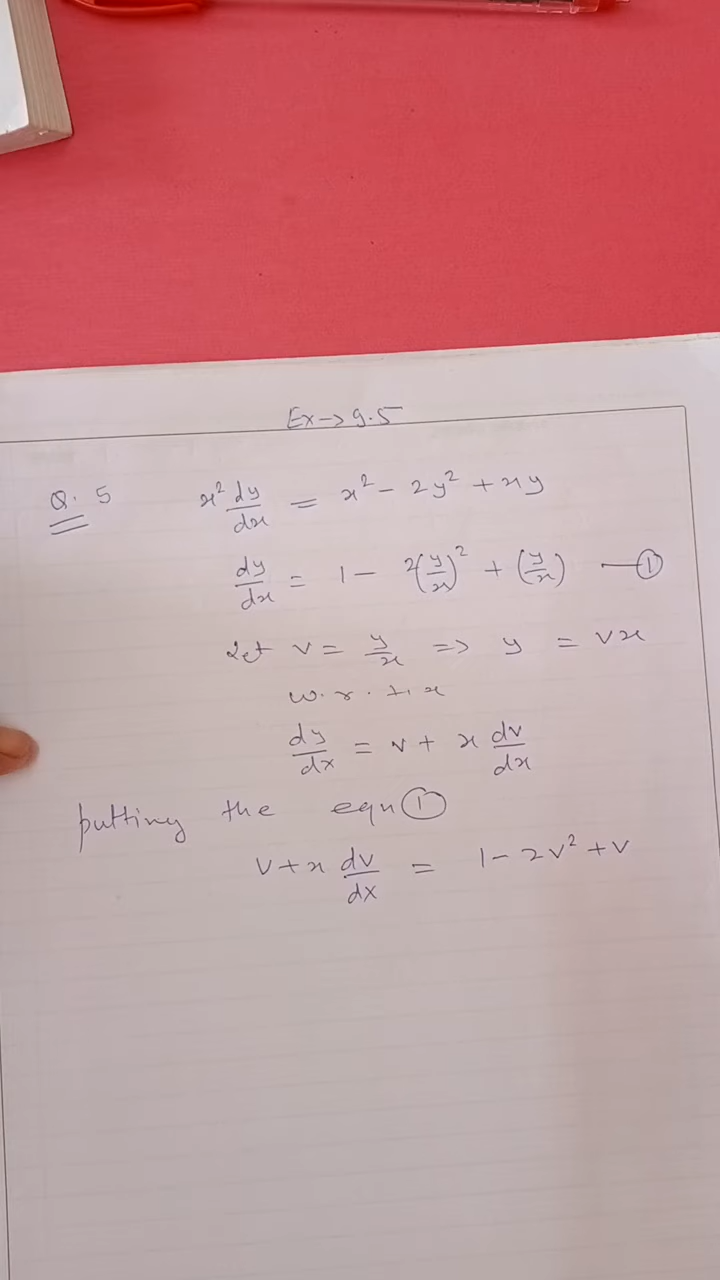 Ex→9.5
Q. 5 x² dy/dx = x² - 2y² + xy
dy/dx = 1 - 2(y/x)² + (y/x) —①
Let v = y/x => y = vx
w.r.t.x
dy/dx = v + x dv/dx
putting the eqn ①
v + x dv/dx = 1 - 2v² + v